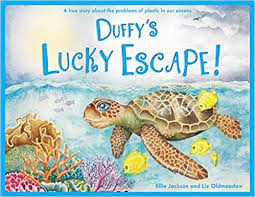 A true story about the problems of plastic in our oceans
DUFFY'S
LUCKY ESCAPE!
Ellie Jackson and Liz Oldmeadow